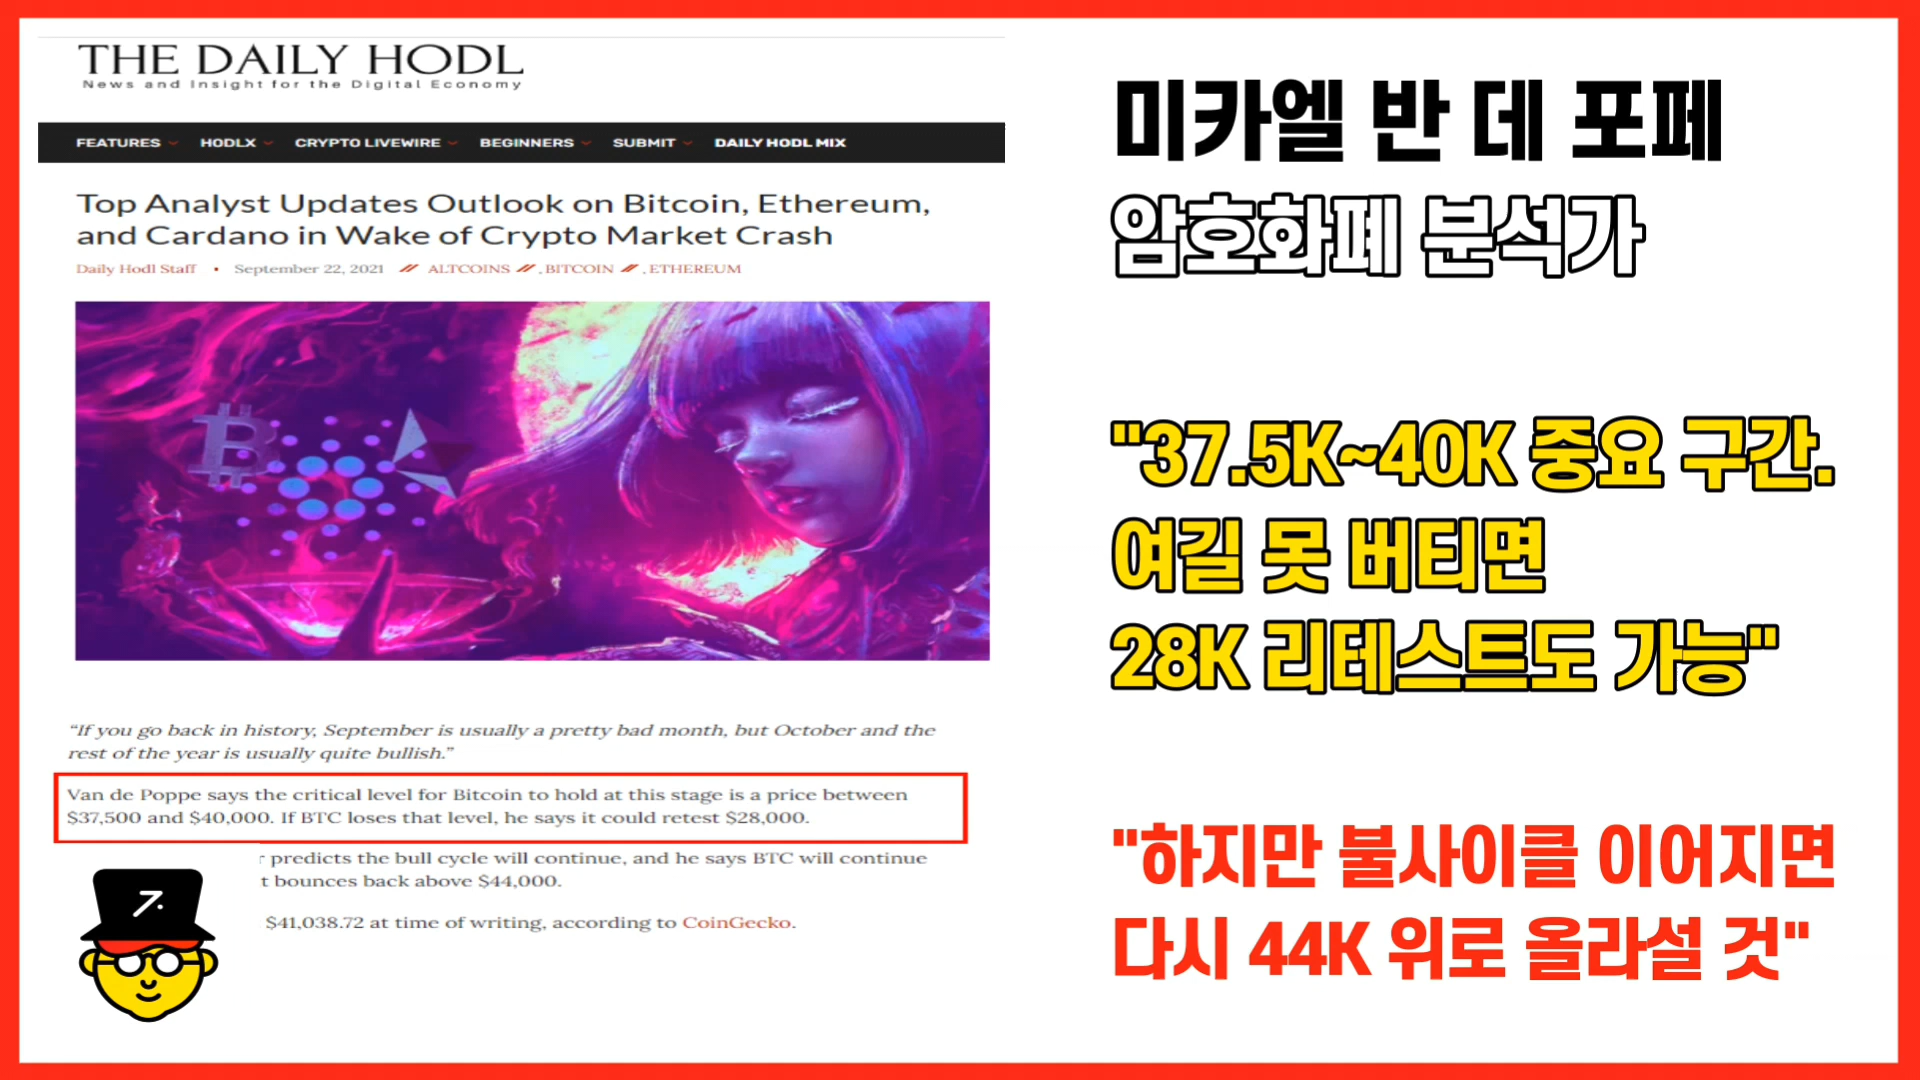 THE DAILY HODL
News and Insight for the Digital Economy
FEATURES HODLX CRYPTO LIVEWIRE BEGINNERS SUBMIT DAILY HODL MIX
Top Analyst Updates Outlook on Bitcoin, Ethereum,
and Cardano in Wake of Crypto Market Crash
Daily Hodl Staff • September 22, 2021 // ALTCOINS // , BITCOIN // , ETHEREUM
“If you go back in history, September is usually a pretty bad month, but October and the
rest of the year is usually quite bullish.”
Van de Poppe says the critical level for Bitcoin to hold at this stage is a price between
$37,500 and $40,000. If BTC loses that level, he says it could retest $28,000.
r predicts the bull cycle will continue, and he says BTC will continue
t bounces back above $44,000.
$41,038.72 at time of writing, according to CoinGecko.
미카엘 반 데 포페
암호화폐 분석가
"37.5K~40K 중요 구간.
여길 못 버티면
28K 리테스트도 가능"
"하지만 불사이클 이어지면
다시 44K 위로 올라설 것"